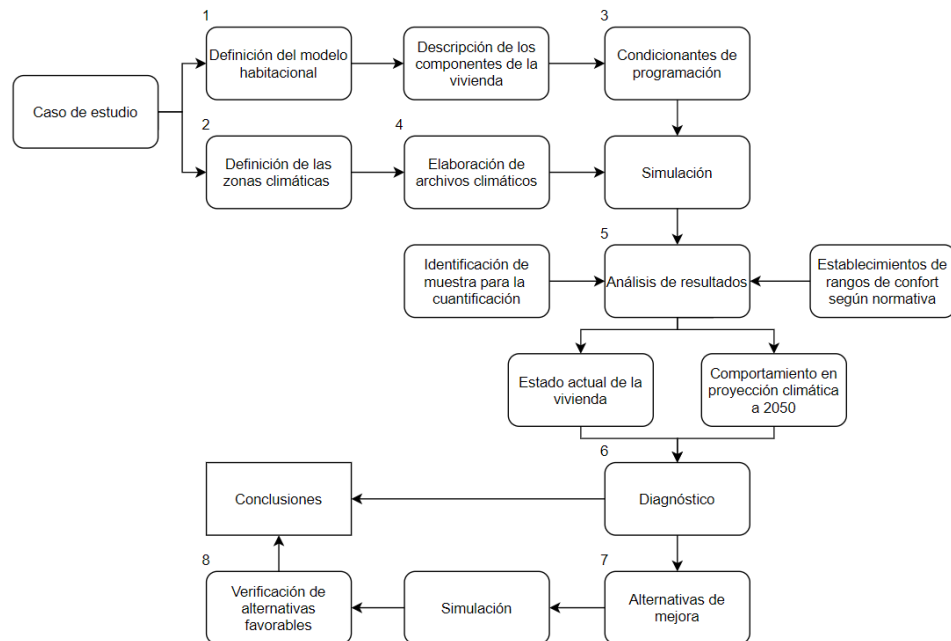 1
Definición del modelo
habitacional
Descripción de los
componentes de la
vivienda
3
Condicionantes de
programación
Caso de estudio
2
Definición de las
zonas climáticas
4
Elaboración de
archivos climáticos
Simulación
5
Identificación de
muestra para la
cuantificación
Análisis de resultados
Establecimientos de
rangos de confort
según normativa
Estado actual de la
vivienda
Comportamiento en
proyección climática
a 2050
6
Conclusiones
Diagnóstico
8
Verificación de
alternativas
favorables
Simulación
7
Alternativas de
mejora